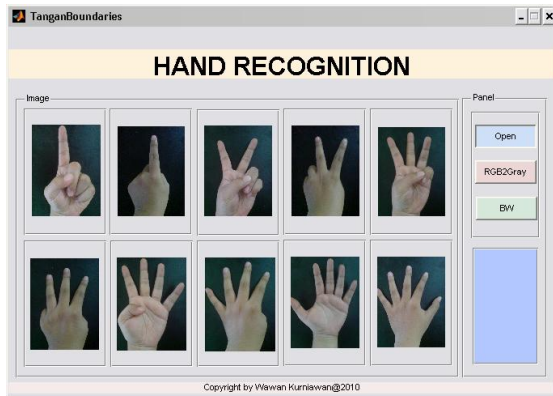 TanganBoundaries
HAND RECOGNITION
Image
Panel
Open
RGB2Gray
BW
Copyright by Wawan Kurniawan@2010